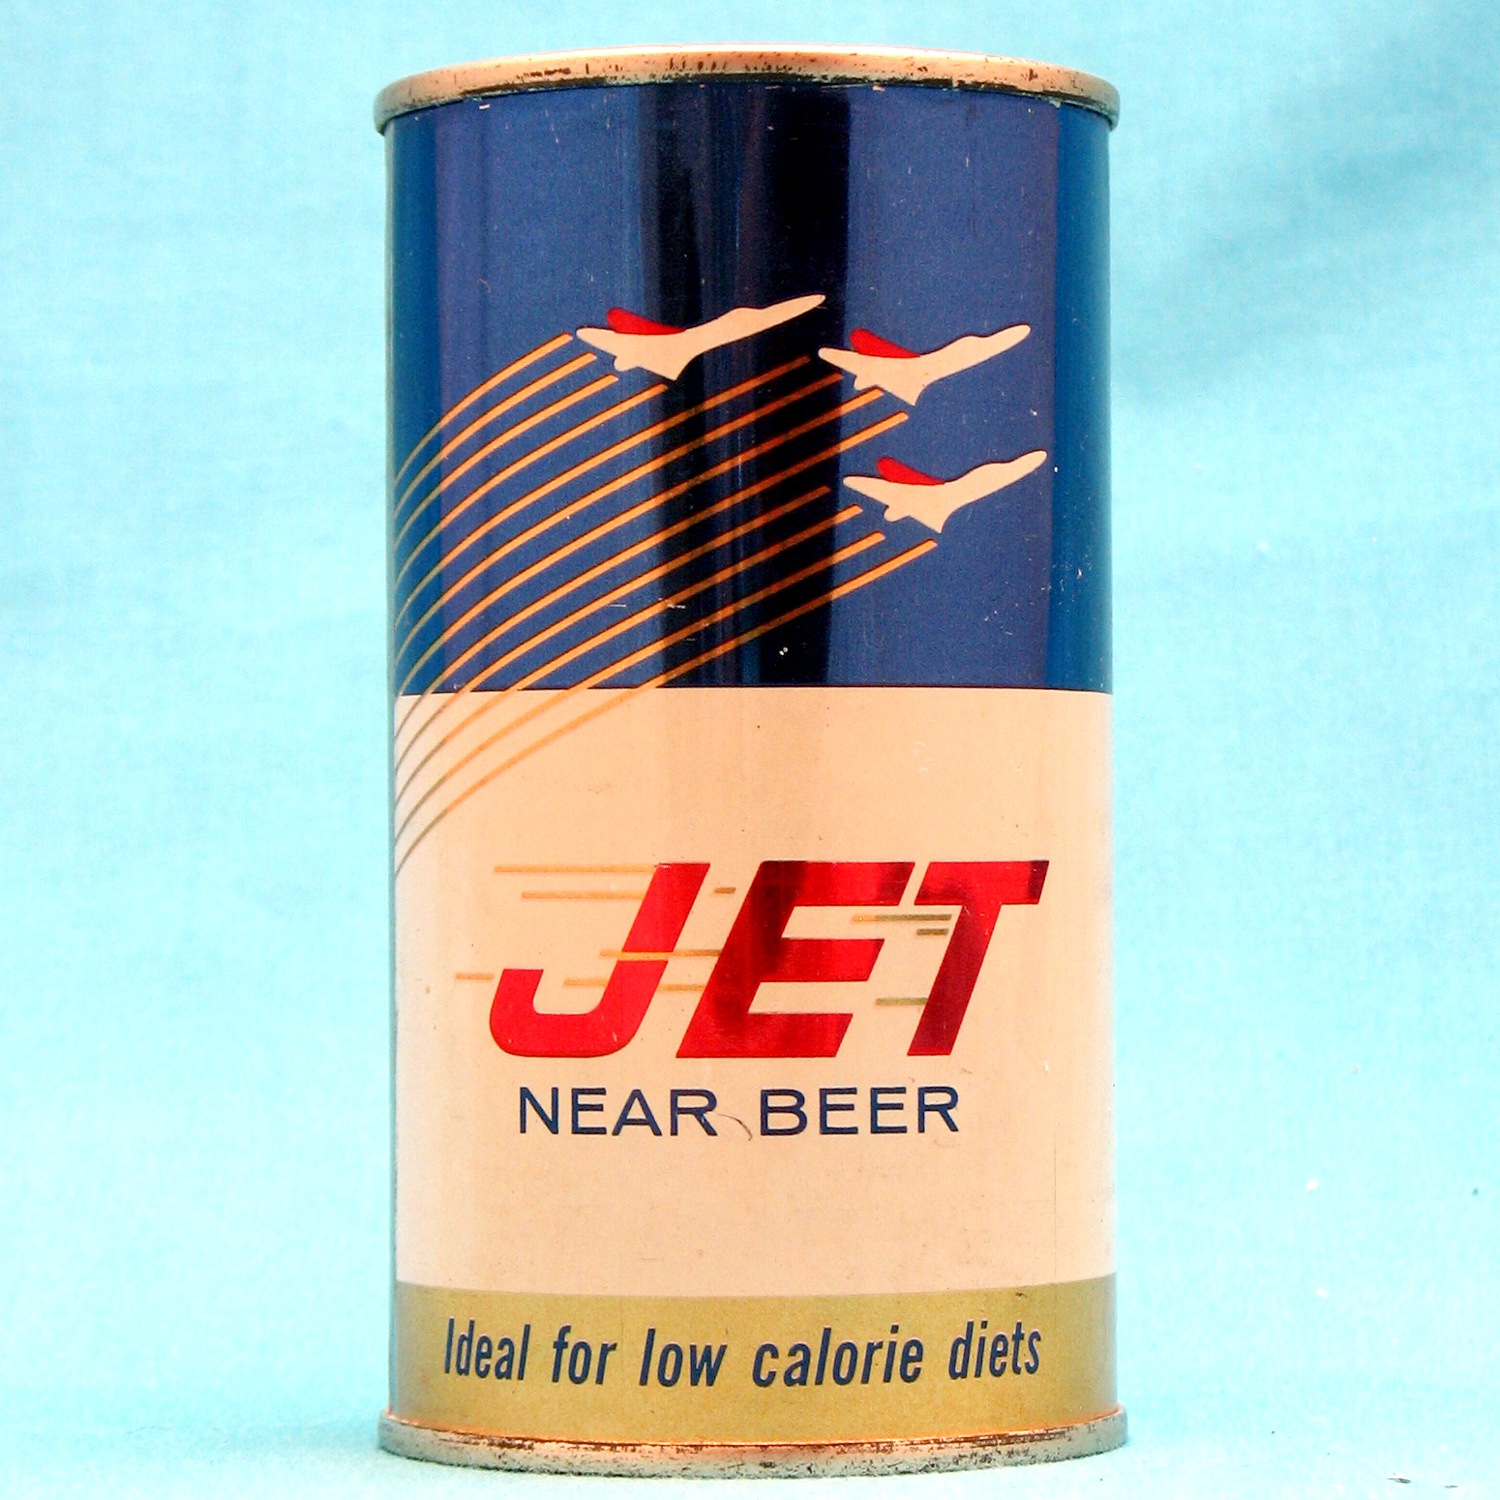 JET
NEAR BEER
Ideal for low calorie diets